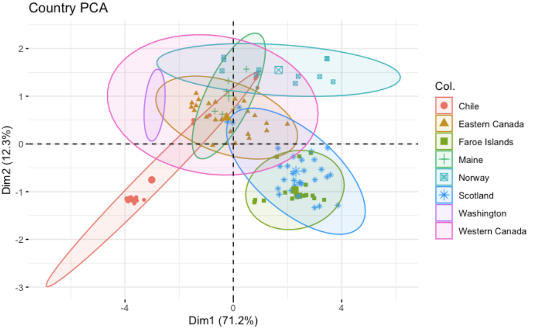 Country PCA
2
1
0
-1
-2
-3
Dim2 (12.3%)
-4
0
4
Dim1 (71.2%)
Col.
Chile
Eastern Canada
Faroe Islands
Maine
Norway
Scotland
Washington
Western Canada